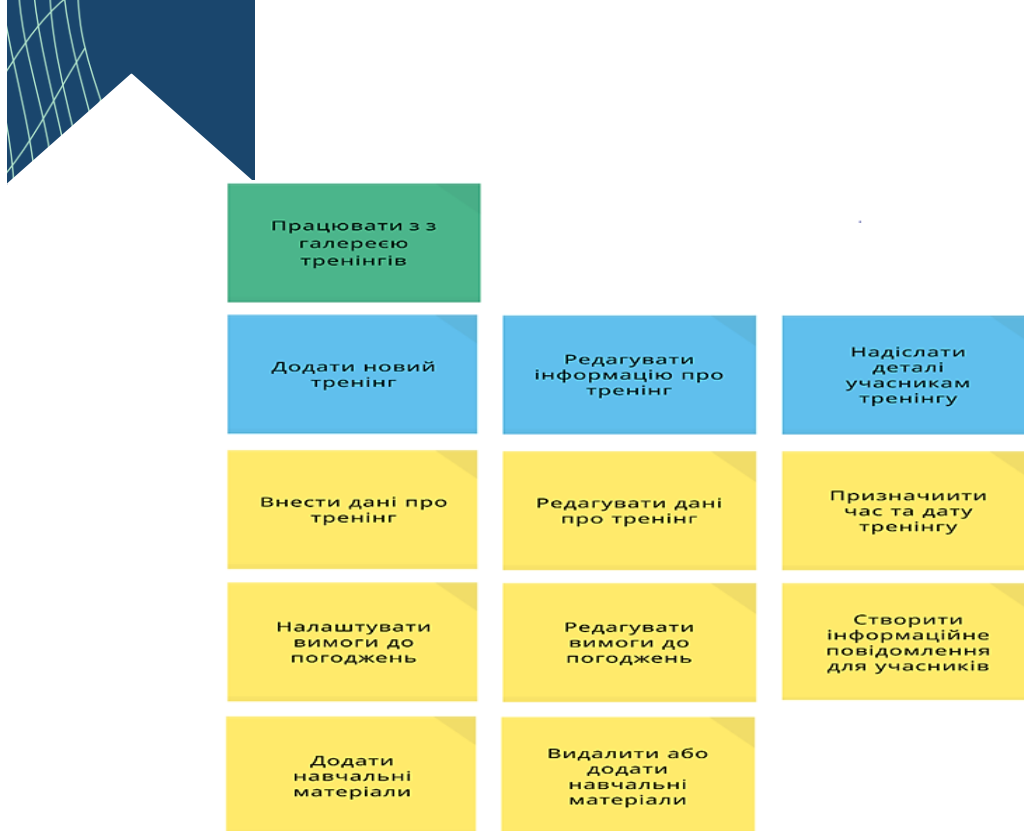 Працювати з з
галереєю
тренінгів
Додати новий
тренінг
Редагувати
інформацію про
тренінг
Надіслати
деталі
учасникам
тренінгу
Внести дані про
тренінг
Редагувати дані
про тренінг
Призначиити
час та дату
тренінгу
Налаштувати
вимоги до
погоджень
Редагувати
вимоги до
погоджень
Створити
інформаційне
повідомлення
для учасників
Додати
навчальні
матеріали
Видалити або
додати
навчальні
матеріали